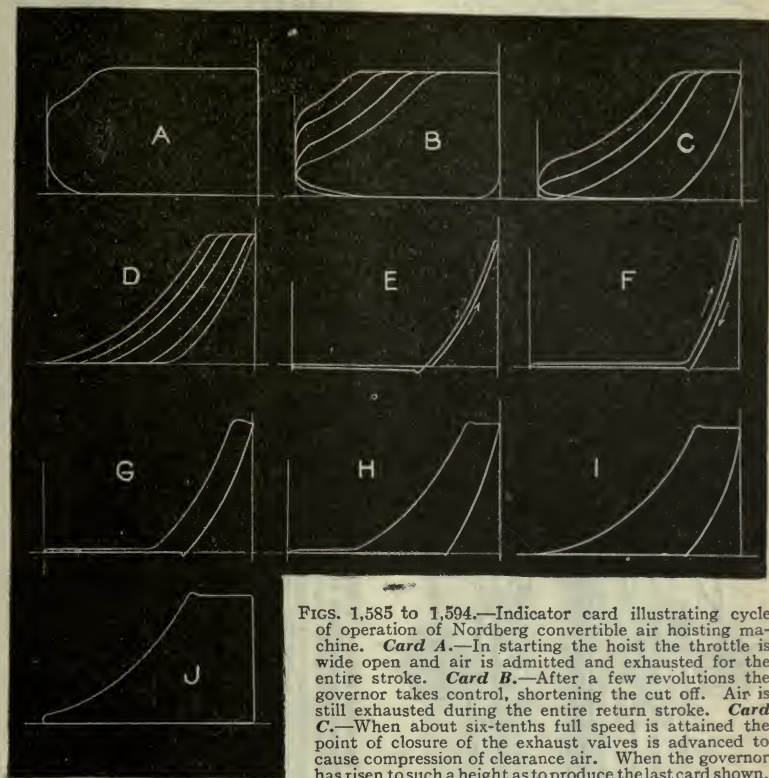 A
B
C
D
E
F
G
H
I
J
FIGS. 1,585 to 1,594.—Indicator card illustrating cycle
of operation of Nordberg convertible air hoisting ma-
chine. Card A.—In starting the hoist the throttle is
wide open and air is admitted and exhausted for the
entire stroke. Card B.—After a few revolutions the
governor takes control, shortening the cut off. Air is
still exhausted during the entire return stroke. Card
C.—When about six-tenths full speed is attained the
point of closure of the exhaust valves is advanced to
cause compression of clearance air. When the governor
has risen to such a height as to produce the last card shown